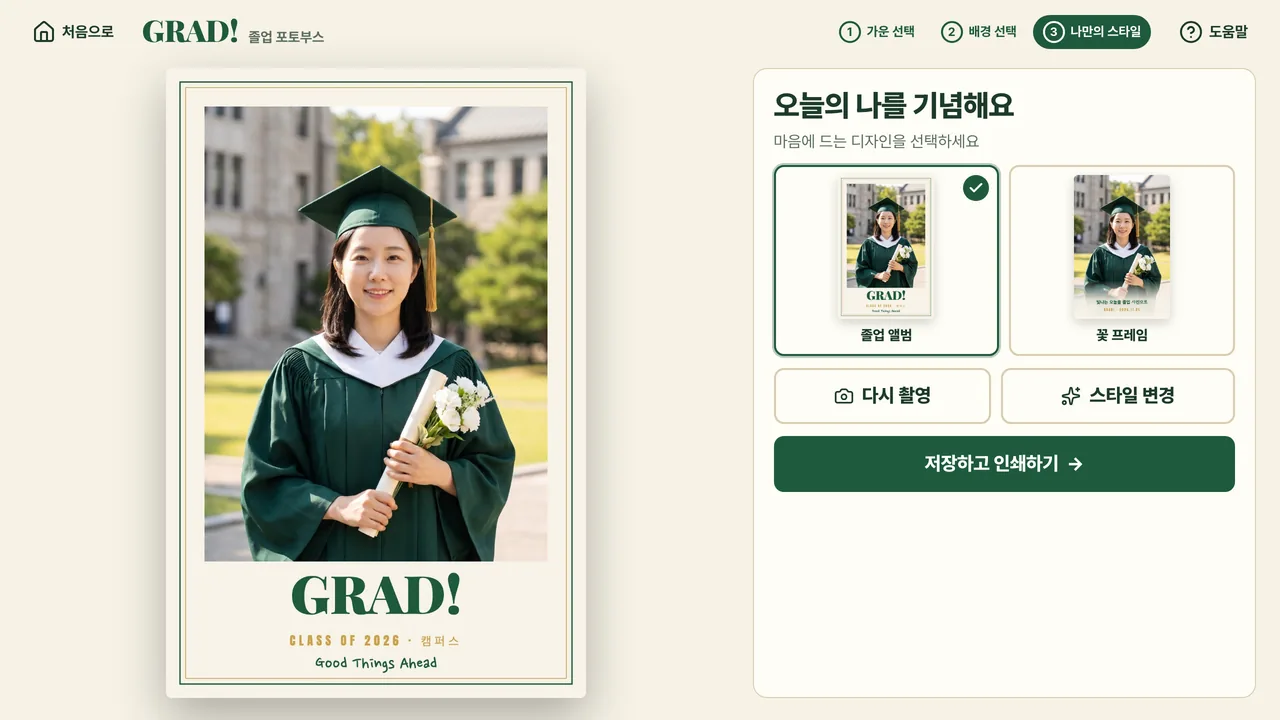 처음으로
GRAD! 졸업 포토부스
1 가운 선택
2 배경 선택
3 나만의 스타일
? 도움말
GRAD!
CLASS OF 2026 · 캠퍼스
Good Things Ahead
오늘의 나를 기념해요
마음에 드는 디자인을 선택하세요
GRAD!
Good Things Ahead
졸업 앨범
꽃 프레임
다시 촬영
스타일 변경
저장하고 인쇄하기 →